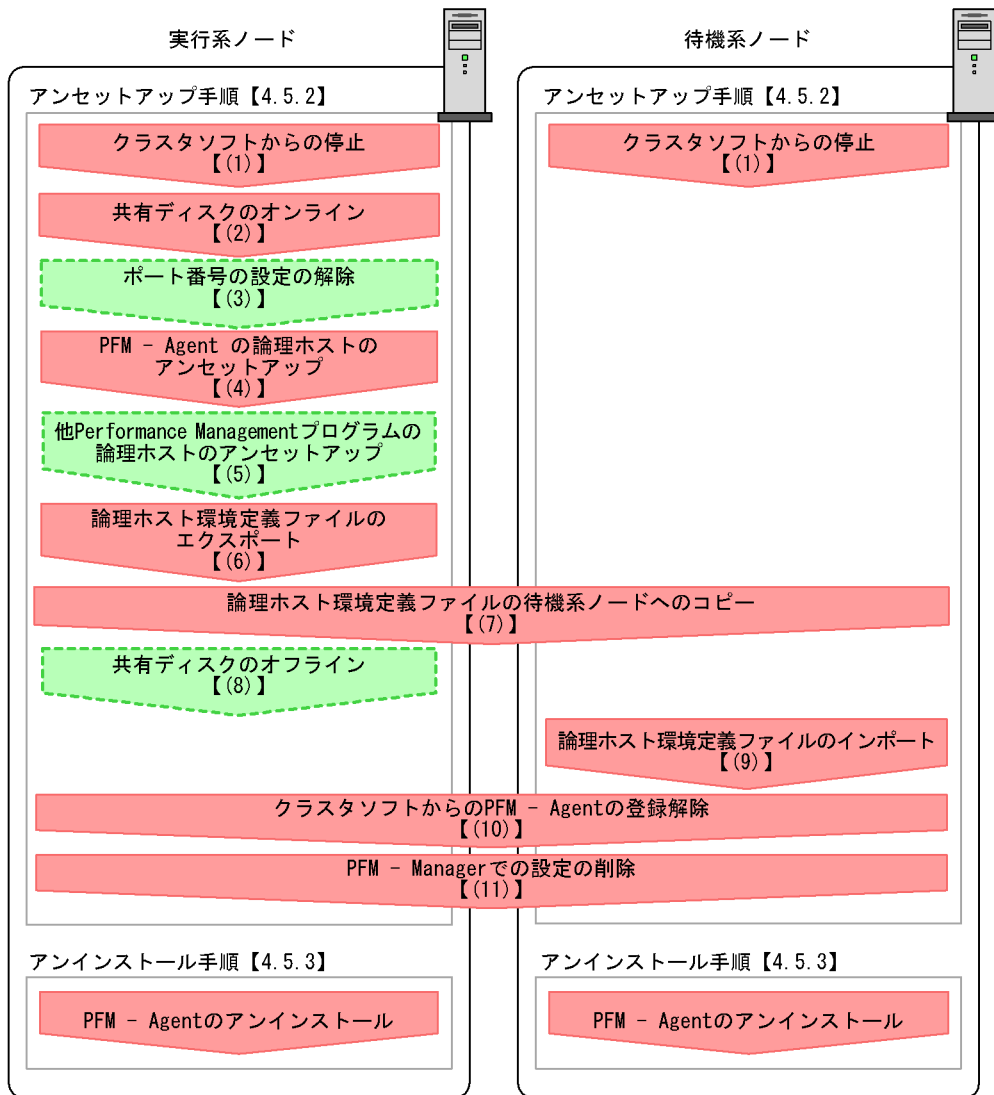 実行系ノード
待機系ノード
アンセットアップ手順【4.5.2】
アンセットアップ手順【4.5.2】
クラスタソフトからの停止
【(1)】
クラスタソフトからの停止
【(1)】
共有ディスクのオンライン
【(2)】
ポート番号の設定の解除
【(3)】
PFM - Agent の論理ホストの
アンセットアップ
【(4)】
他Performance Managementプログラムの
論理ホストのアンセットアップ
【(5)】
論理ホスト環境定義ファイルの
エクスポート
【(6)】
論理ホスト環境定義ファイルの待機系ノードへのコピー
【(7)】
共有ディスクのオフライン
【(8)】
論理ホスト環境定義ファイルのインポート
【(9)】
クラスタソフトからのPFM - Agentの登録解除
【(10)】
PFM - Managerでの設定の削除
【(11)】
アンインストール手順【4.5.3】
アンインストール手順【4.5.3】
PFM - Agentのアンインストール
PFM - Agentのアンインストール